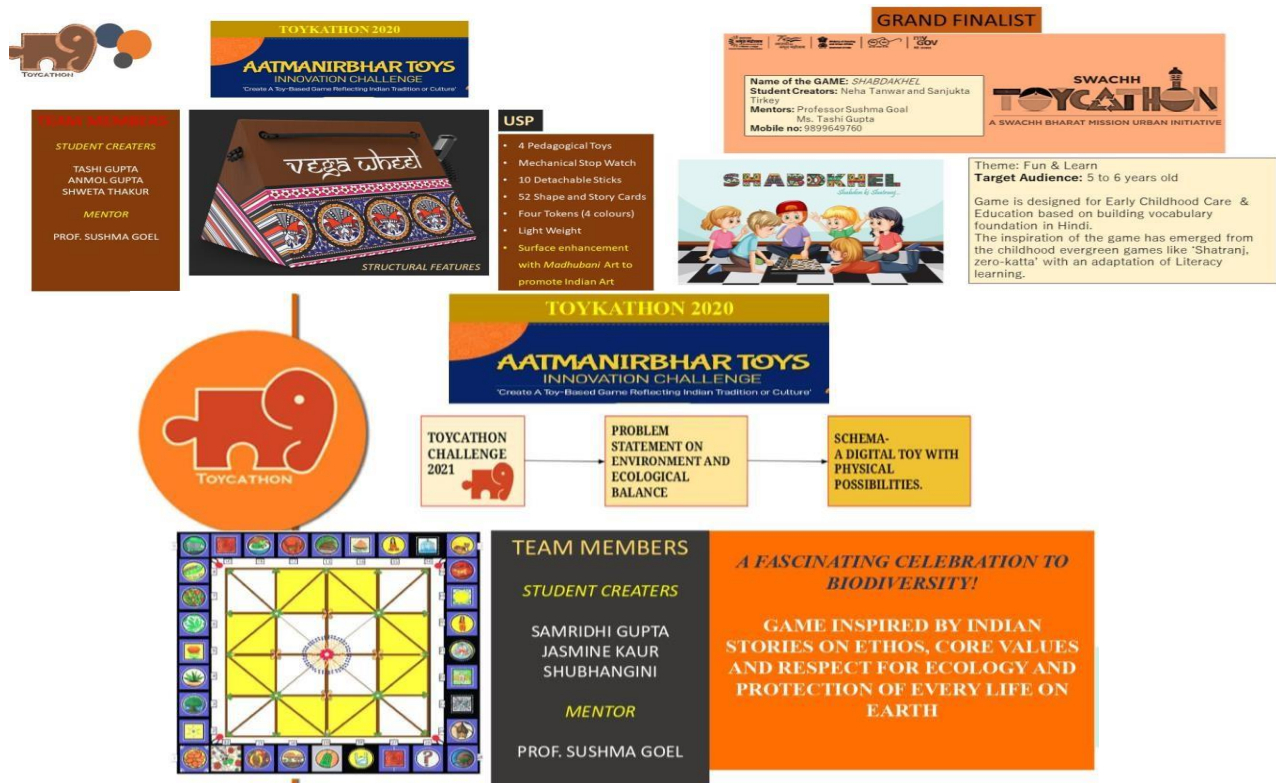 TOYCATHON
TOYKATHON 2020
AATMANIRBHAR TOYS
INNOVATION CHALLENGE
'Create A Toy-Based Game Reflecting Indian Tradition or Culture'
TEAM MEMBERS
STUDENT CREATERS
TASHI GUPTA
ANMOL GUPTA
SHWETA THAKUR
MENTOR
PROF. SUSHMA GOEL
vega wheel
STRUCTURAL FEATURES
USP
• 4 Pedagogical Toys
• Mechanical Stop Watch
• 10 Detachable Sticks
• 52 Shape and Story Cards
• Four Tokens (4 colours)
• Light Weight
• Surface enhancement
with Madhubani Art to
promote Indian Art
GRAND FINALIST
GOV
Name of the GAME: SHABDAKHEL
Student Creators: Neha Tanwar and Sanjukta
Tirkey
Mentors: Professor Sushma Goal
Ms. Tashi Gupta
Mobile no: 9899649760
SWACHH
TOYCATHON
A SWACHH BHARAT MISSION URBAN INITIATIVE
SHABDKHEL
Theme: Fun & Learn
Target Audience: 5 to 6 years old
Game is designed for Early Childhood Care &
Education based on building vocabulary
foundation in Hindi.
The inspiration of the game has emerged from
the childhood evergreen games like 'Shatranj,
zero-katta' with an adaptation of Literacy
learning.
TOYCATHON
TOYKATHON 2020
AATMANIRBHAR TOYS
INNOVATION CHALLENGE
'Create A Toy-Based Game Reflecting Indian Tradition or Culture'
TOYCATHON
CHALLENGE
2021
PROBLEM
STATEMENT ON
ENVIRONMENT AND
ECOLOGICAL
BALANCE
SCHEMA-
A DIGITAL TOY WITH
PHYSICAL
POSSIBILITIES.
TEAM MEMBERS
STUDENT CREATERS
SAMRIDHI GUPTA
JASMINE KAUR
SHUBHANGINI
MENTOR
PROF. SUSHMA GOEL
A FASCINATING CELEBRATION TO
BIODIVERSITY!
GAME INSPIRED BY INDIAN
STORIES ON ETHOS, CORE VALUES
AND RESPECT FOR ECOLOGY AND
PROTECTION OF EVERY LIFE ON
EARTH